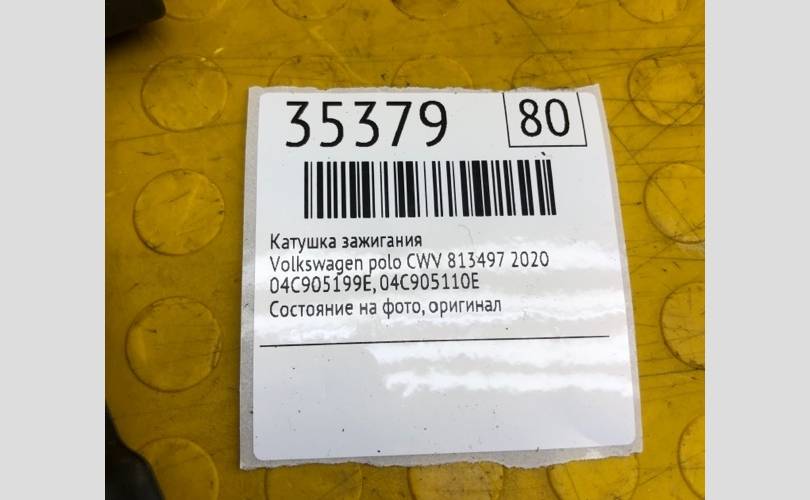 35379
80
Катушка зажигания
Volkswagen polo CWV 813497 2020
04C905199E, 04C905110E
Состояние на фото, оригинал